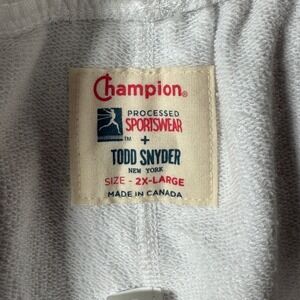 Champion®
PROCESSED
SPORTSWEAR
™ +
TODD SNYDER
NEW YORK
SIZE - 2X-LARGE
MADE IN CANADA